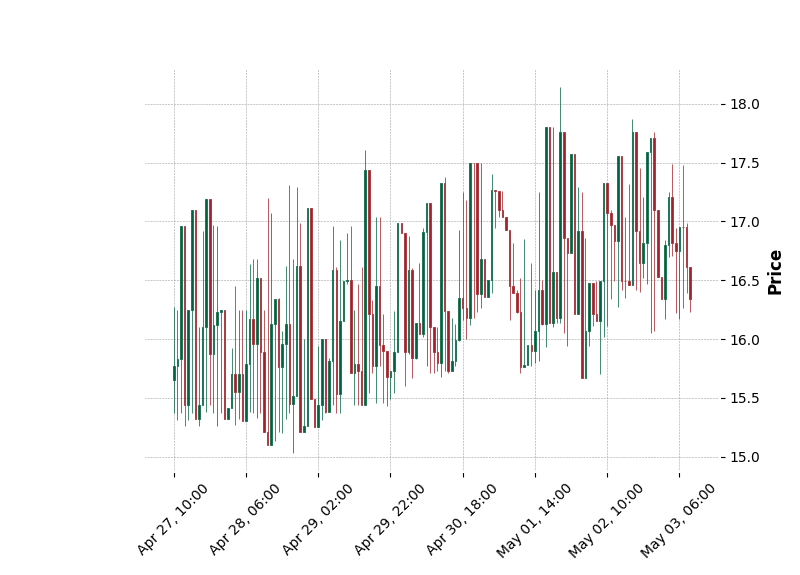 18.0
17.5
17.0
16.5
16.0
15.5
15.0
Price
Apr 27, 10:00
Apr 28, 06:00
Apr 29, 02:00
Apr 29, 22:00
Apr 30, 18:00
May 01, 14:00
May 02, 10:00
May 03, 06:00